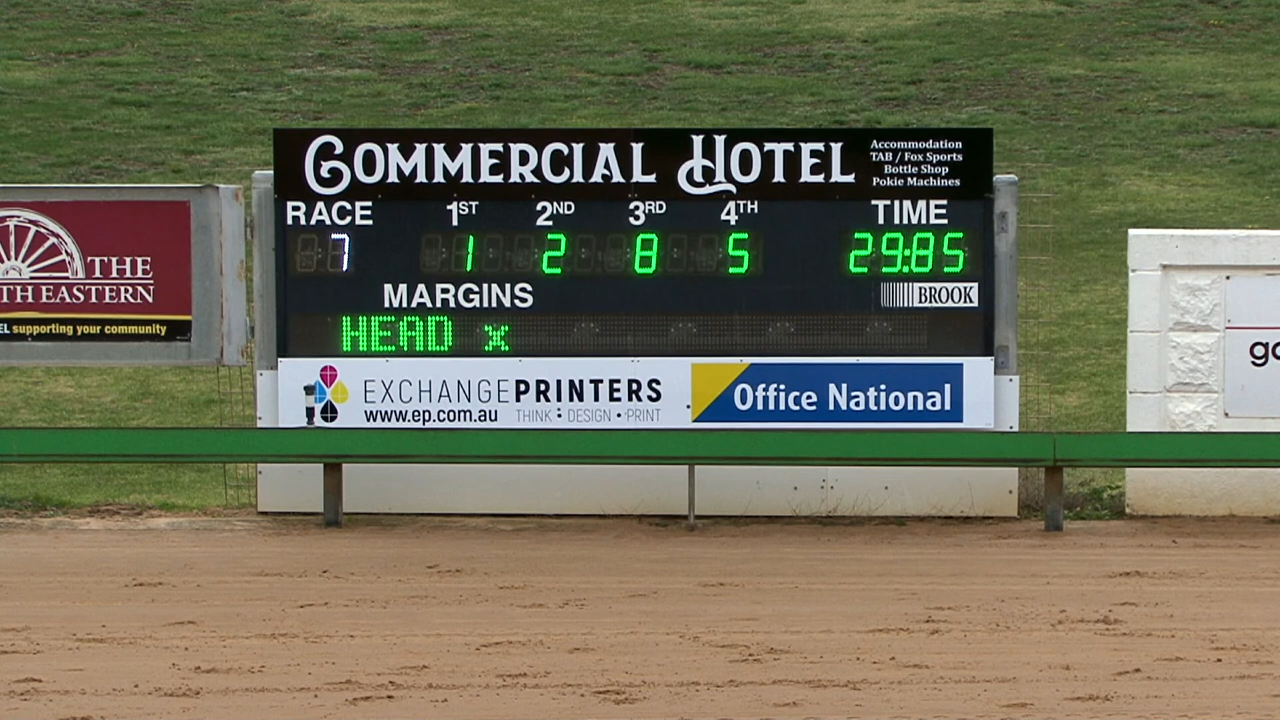 COMMERCIAL HOTEL
Accommodation
TAB / Fox Sports
Bottle Shop
Pokie Machines
RACE 1ST 2ND 3RD 4TH TIME
7 1 2 8 5 29:85
MARGINS
BROOK
HEAD x
EXCHANGEPRINTERS
www.ep.com.au THINK : DESIGN • PRINT
Office National
THE
TH EASTERN
EL supporting your community
go